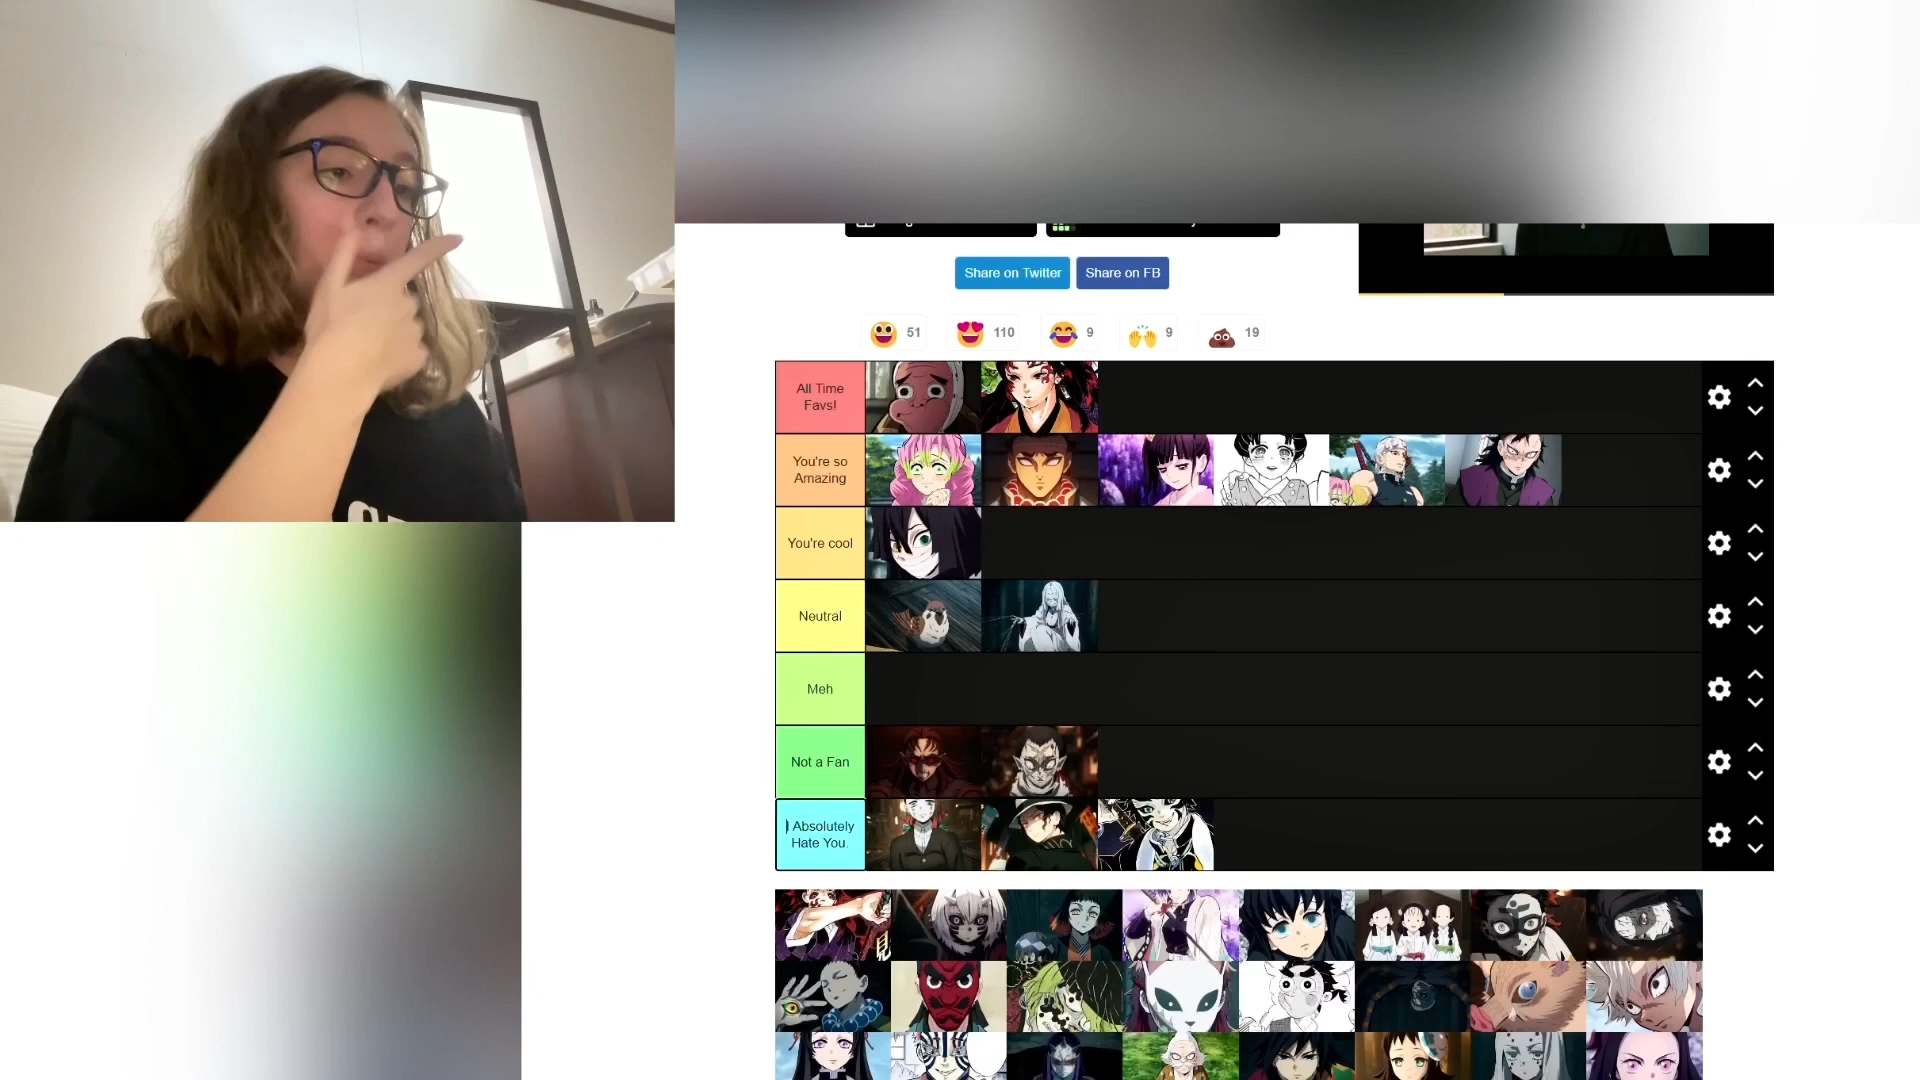 Share on Twitter
Share on FB
51
110
9
9
19
All Time
Favs!
You're so
Amazing
You're cool
Neutral
Meh
Not a Fan
I Absolutely
Hate You.